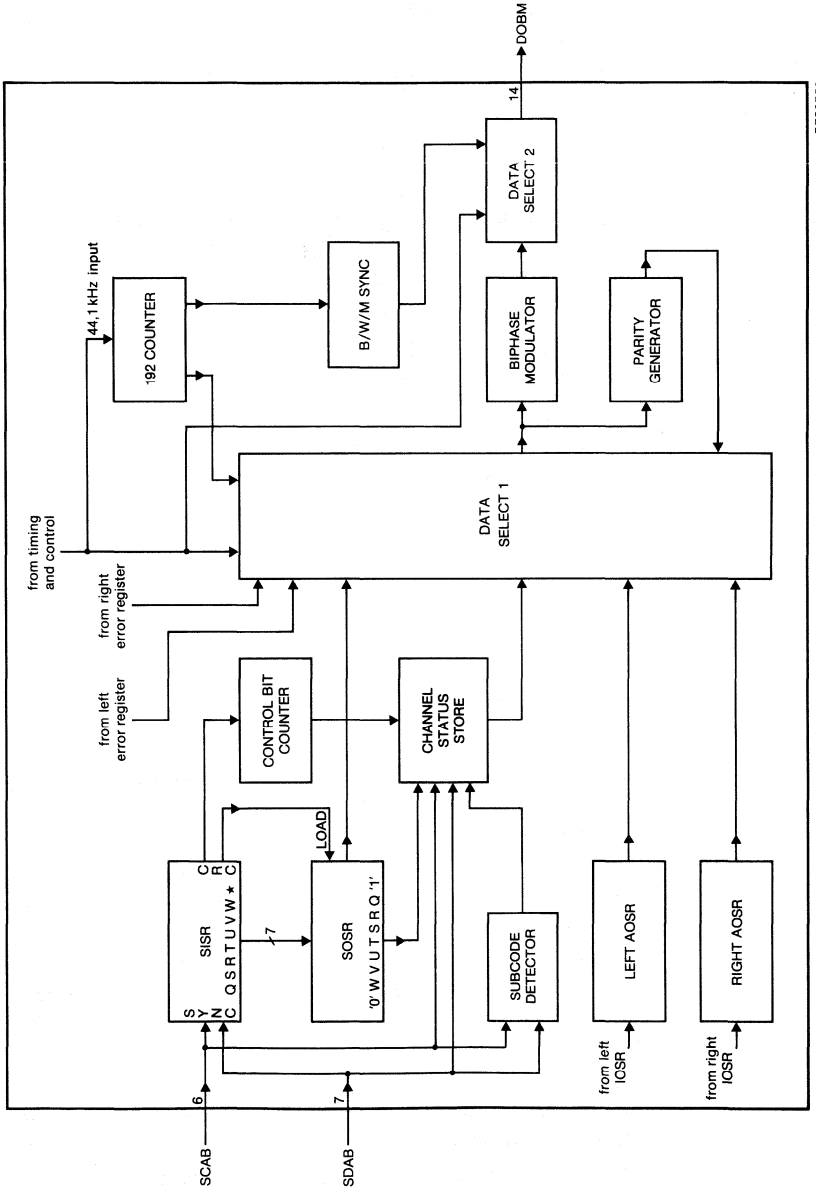 from timing
and control
44,1 kHz input
192 COUNTER
B/W/M SYNC
14
DOBM
DATA
SELECT 2
from right
error register
from left
error register
DATA
SELECT 1
BIPHASE
MODULATOR
PARITY
GENERATOR
CONTROL BIT
COUNTER
CHANNEL
STATUS
STORE
SISR
S
Y
N
C Q S R T U V W ★ C
R
C
LOAD
7
SOSR
'0' W V U T S R Q '1'
SUBCODE
DETECTOR
LEFT AOSR
RIGHT AOSR
from left
IOSR
from right
IOSR
SCAB
6
SDAB
7